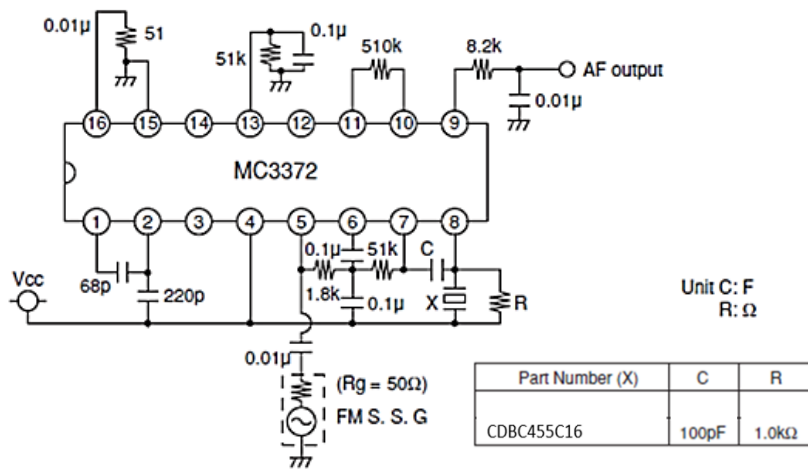 0.01μ
51
0.1μ
51k
510k
8.2k
AF output
0.01μ
16 15 14 13 12 11 10 9
MC3372
1 2 3 4 5 6 7 8
0.1μ 51k C
Vcc
68p
220p
1.8k
0.1μ
X
R
Unit C: F
R: Ω
0.01μ
(Rg = 50Ω)
FM S. S. G
Part Number (X) C R
CDBC455C16 100pF 1.0kΩ